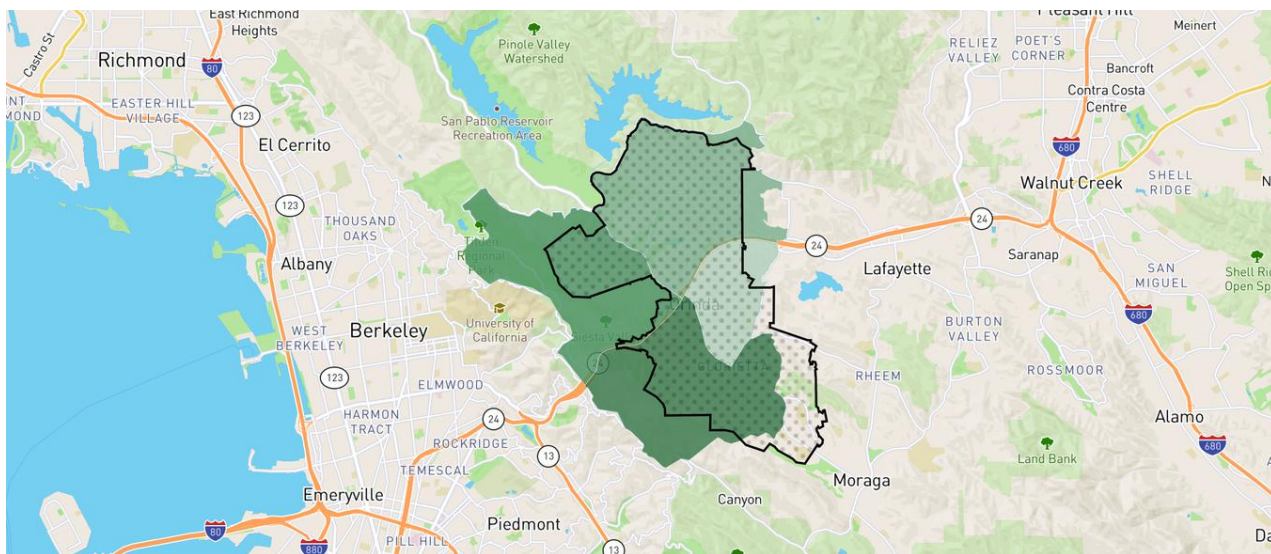 East Richmond
Heights
Castro St
Richmond
80
123
EASTER HILL
VILLAGE
El Cerrito
123
THOUSAND
OAKS
Albany
Pinole Valley
Watershed
San Pablo Reservoir
Recreation Area
Tilden
Regional
Park
University of
California
Berkeley
WEST
BERKELEY
123
ELMWOOD
HARMON
TRACT
24
ROCKRIDGE
TEMESCAL
13
Emeryville
80
PILL HILL
880
Piedmont
13
Orinda
24
GLORIETTA
Canyon
Moraga
RHEEM
24
Lafayette
BURTON
VALLEY
RELIEZ
VALLEY
Pleasant Hill
POET'S
CORNER
Meinert
Bancroft
Contra Costa
Centre
680
Walnut Creek
SHELL
RIDGE
24
Saranap
SAN
MIGUEL
680
ROSSMOOR
Alamo
680
Land Bank